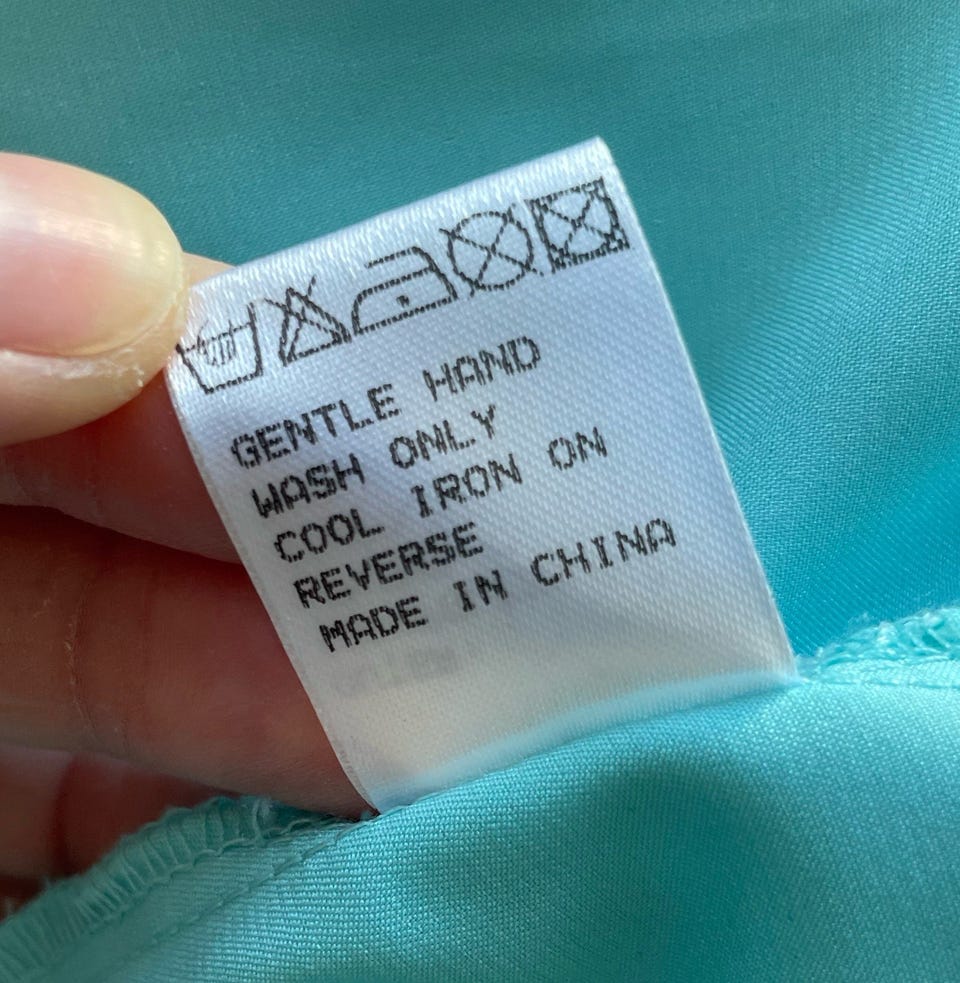 GENTLE HAND
WASH ONLY
COOL IRON ON
REVERSE
MADE IN CHINA